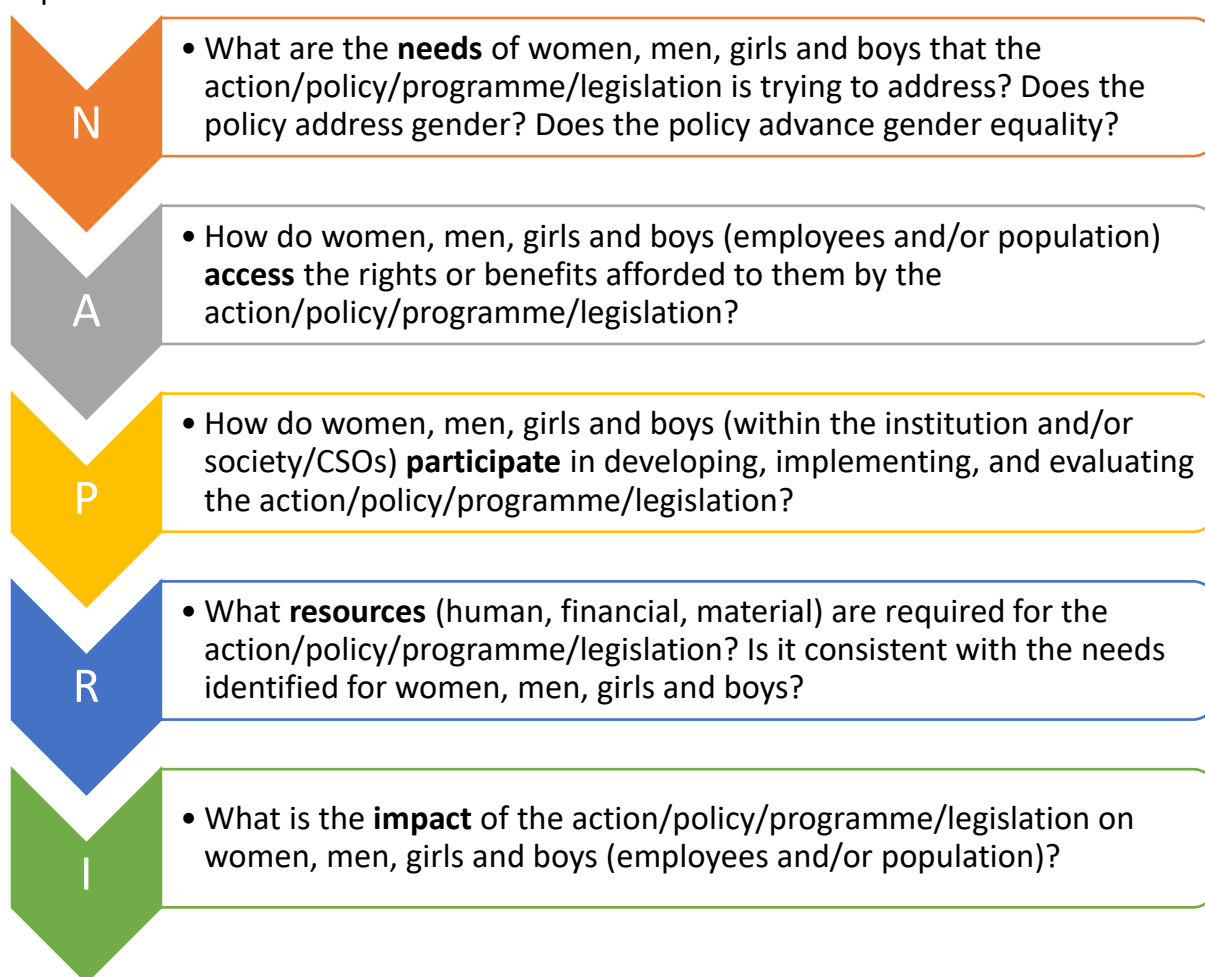 N
• What are the needs of women, men, girls and boys that the
action/policy/programme/legislation is trying to address? Does the
policy address gender? Does the policy advance gender equality?
A
• How do women, men, girls and boys (employees and/or population)
access the rights or benefits afforded to them by the
action/policy/programme/legislation?
P
• How do women, men, girls and boys (within the institution and/or
society/CSOs) participate in developing, implementing, and evaluating
the action/policy/programme/legislation?
R
• What resources (human, financial, material) are required for the
action/policy/programme/legislation? Is it consistent with the needs
identified for women, men, girls and boys?
I
• What is the impact of the action/policy/programme/legislation on
women, men, girls and boys (employees and/or population)?